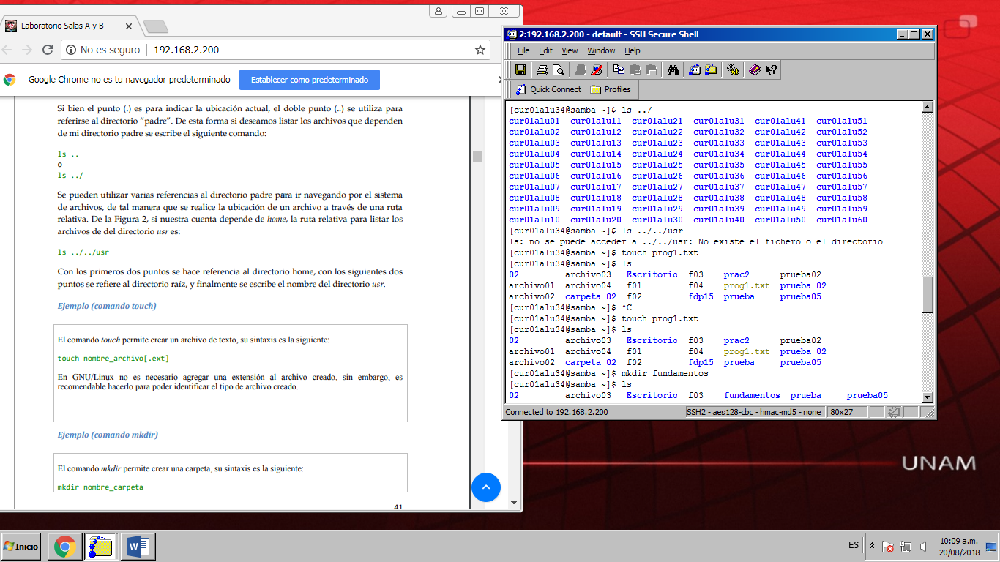 Laboratorio Salas A y B
No es seguro
192.168.2.200
Google Chrome no es tu navegador predeterminado
Establecer como predeterminado
Si bien el punto (.) es para indicar la ubicación actual, el doble punto (..) se utiliza para
referirse al directorio “padre”. De esta forma si deseamos listar los archivos que dependen
de mi directorio padre se escribe el siguiente comando:
ls ..
o
ls ../
Se pueden utilizar varias referencias al directorio padre para ir navegando por el sistema
de archivos, de tal manera que se realice la ubicación de un archivo a través de una ruta
relativa. De la Figura 2, si nuestra cuenta depende de home, la ruta relativa para listar los
archivos de del directorio usr es:
ls ../../usr
Con los primeros dos puntos se hace referencia al directorio home, con los siguientes dos
puntos se refiere al directorio raíz, y finalmente se escribe el nombre del directorio usr.
Ejemplo (comando touch)
El comando touch permite crear un archivo de texto, su sintaxis es la siguiente:
touch nombre_archivo[.ext]
En GNU/Linux no es necesario agregar una extensión al archivo creado, sin embargo, es
recomendable hacerlo para poder identificar el tipo de archivo creado.
Ejemplo (comando mkdir)
El comando mkdir permite crear una carpeta, su sintaxis es la siguiente:
mkdir nombre_carpeta
41
2:192.168.2.200 - default - SSH Secure Shell
File Edit View Window Help
Quick Connect Profiles
[cur01alu34@samba ~]$ ls ../
cur01alu01 cur01alu11 cur01alu21 cur01alu31 cur01alu41 cur01alu51
cur01alu02 cur01alu12 cur01alu22 cur01alu32 cur01alu42 cur01alu52
cur01alu03 cur01alu13 cur01alu23 cur01alu33 cur01alu43 cur01alu53
cur01alu04 cur01alu14 cur01alu24 cur01alu34 cur01alu44 cur01alu54
cur01alu05 cur01alu15 cur01alu25 cur01alu35 cur01alu45 cur01alu55
cur01alu06 cur01alu16 cur01alu26 cur01alu36 cur01alu46 cur01alu56
cur01alu07 cur01alu17 cur01alu27 cur01alu37 cur01alu47 cur01alu57
cur01alu08 cur01alu18 cur01alu28 cur01alu38 cur01alu48 cur01alu58
cur01alu09 cur01alu19 cur01alu29 cur01alu39 cur01alu49 cur01alu59
cur01alu10 cur01alu20 cur01alu30 cur01alu40 cur01alu50 cur01alu60
[cur01alu34@samba ~]$ ls ../../usr
ls: no se puede acceder a ../../usr: No existe el fichero o el directorio
[cur01alu34@samba ~]$ touch prog1.txt
[cur01alu34@samba ~]$ ls
02 archivo03 Escritorio f03 prac2 prueba02
archivo01 archivo04 f01 f04 prog1.txt prueba 02
archivo02 carpeta 02 f02 fdp15 prueba prueba05
[cur01alu34@samba ~]$ ^C
[cur01alu34@samba ~]$ touch prog1.txt
[cur01alu34@samba ~]$ ls
02 archivo03 Escritorio f03 prac2 prueba02
archivo01 archivo04 f01 f04 prog1.txt prueba 02
archivo02 carpeta 02 f02 fdp15 prueba prueba05
[cur01alu34@samba ~]$ mkdir fundamentos
[cur01alu34@samba ~]$ ls
02 archivo03 Escritorio f03 fundamentos prueba prueba05
Connected to 192.168.2.200
SSH2 - aes128-cbc - hmac-md5 - none
80x27
UNAM
Inicio
ES
10:09 a.m.
20/08/2018